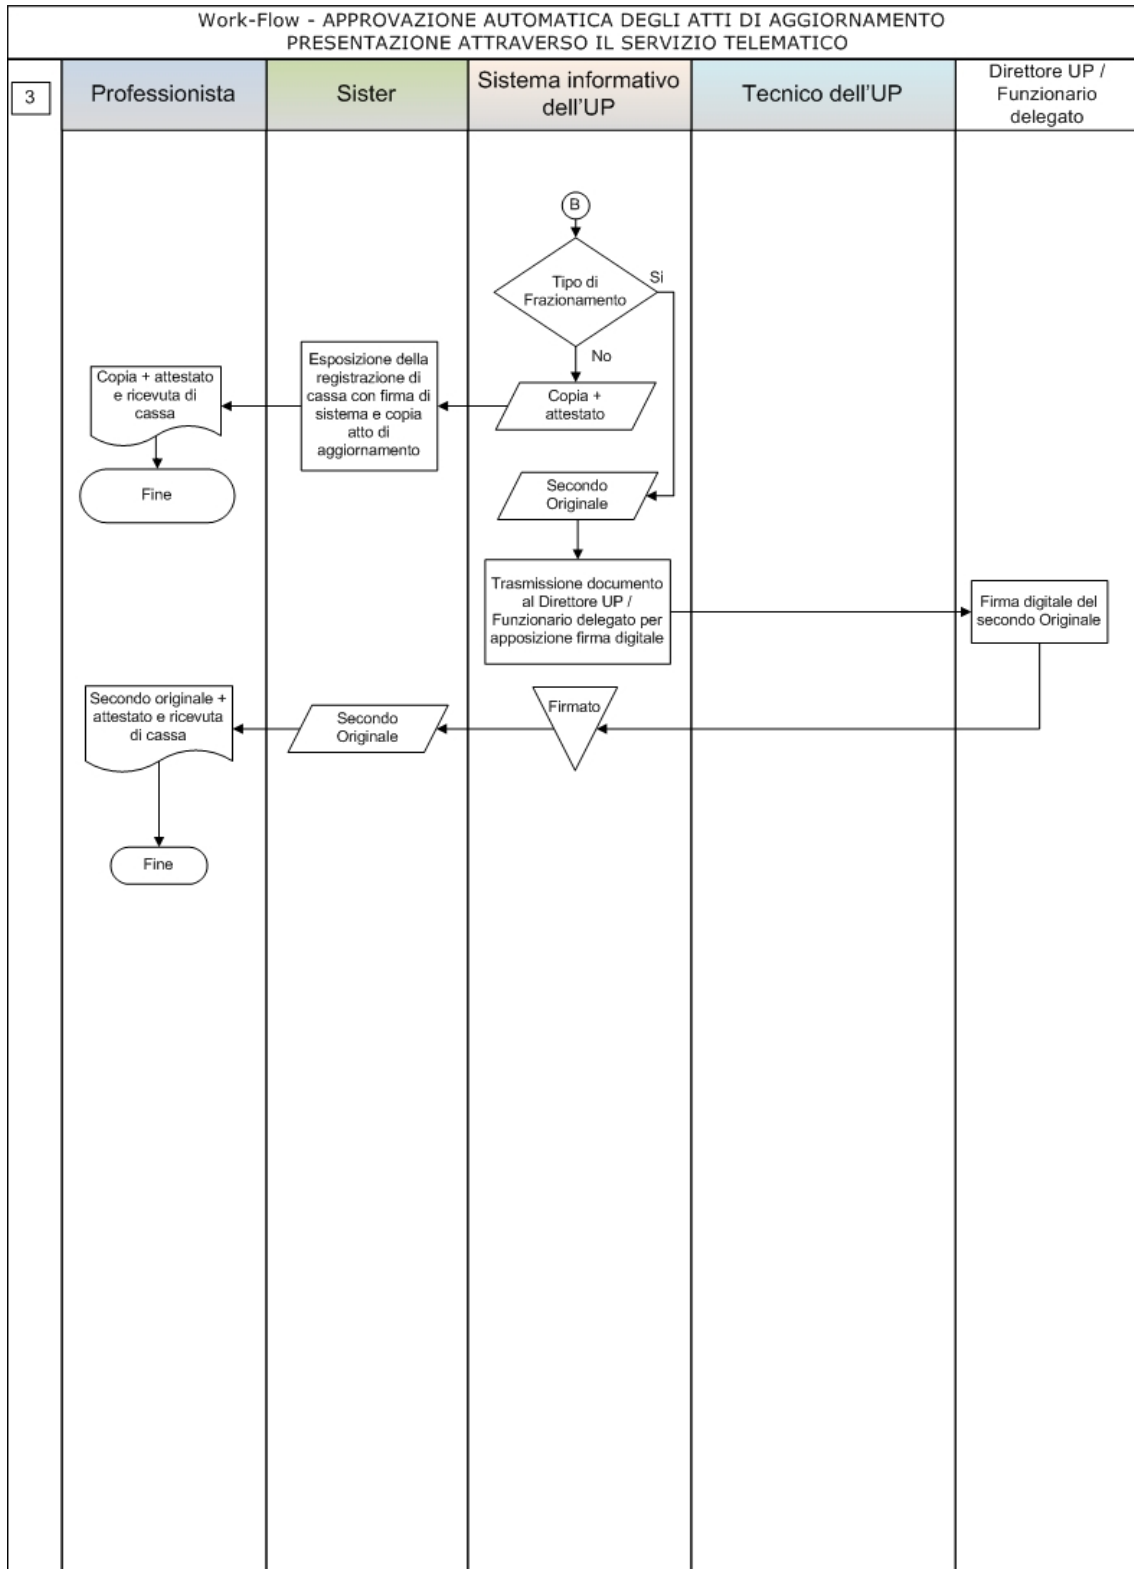 Work-Flow - APPROVAZIONE AUTOMATICA DEGLI ATTI DI AGGIORNAMENTO
PRESENTAZIONE ATTRAVERSO IL SERVIZIO TELEMATICO
3
Professionista
Sister
Sistema informativo
dell'UP
Tecnico dell'UP
Direttore UP /
Funzionario
delegato
B
Tipo di
Frazionamento
Si
No
Copia +
attestato
Esposizione della
registrazione di
cassa con firma di
sistema e copia
atto di
aggiornamento
Copia + attestato
e ricevuta di
cassa
Fine
Secondo
Originale
Trasmissione documento
al Direttore UP /
Funzionario delegato per
apposizione firma digitale
Firma digitale del
secondo Originale
Firmato
Secondo
Originale
Secondo originale +
attestato e ricevuta
di cassa
Fine